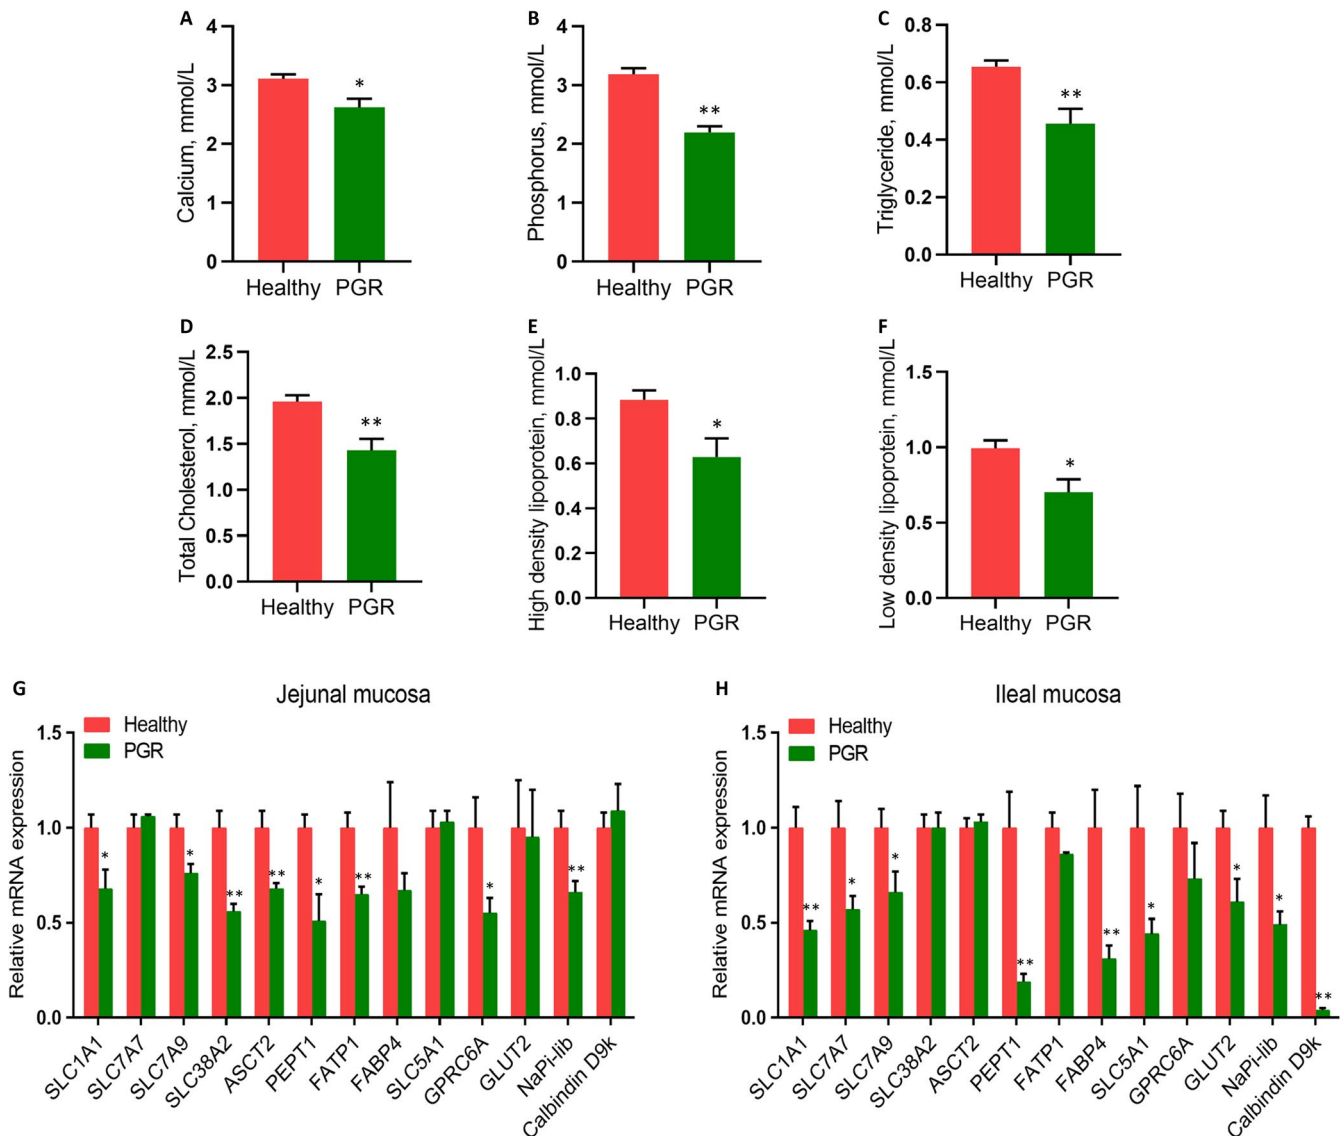 A
Calcium, mmol/L
4
3
2
1
0
*
Healthy PGR
B
Phosphorus, mmol/L
4
3
2
1
0
**
Healthy PGR
C
Triglyceride, mmol/L
0.8
0.6
0.4
0.2
0.0
**
Healthy PGR
D
Total Cholesterol, mmol/L
2.5
2.0
1.5
1.0
0.5
0.0
**
Healthy PGR
E
High density lipoprotein, mmol/L
1.0
0.8
0.6
0.4
0.2
0.0
*
Healthy PGR
F
Low density lipoprotein, mmol/L
1.5
1.0
0.5
0.0
*
Healthy PGR
G
Jejunal mucosa
Healthy
PGR
Relative mRNA expression
1.5
1.0
0.5
0.0
*
*
**
**
*
**
*
**
SLC1A1
SLC7A7
SLC7A9
SLC38A2
ASCT2
PEPT1
FATP1
FABP4
SLC5A1
GPRC6A
GLUT2
NaPi-IIb
Calbindin D9k
H
Ileal mucosa
Healthy
PGR
Relative mRNA expression
1.5
1.0
0.5
0.0
**
*
*
**
**
*
*
*
**
SLC1A1
SLC7A7
SLC7A9
SLC38A2
ASCT2
PEPT1
FATP1
FABP4
SLC5A1
GPRC6A
GLUT2
NaPi-IIb
Calbindin D9k